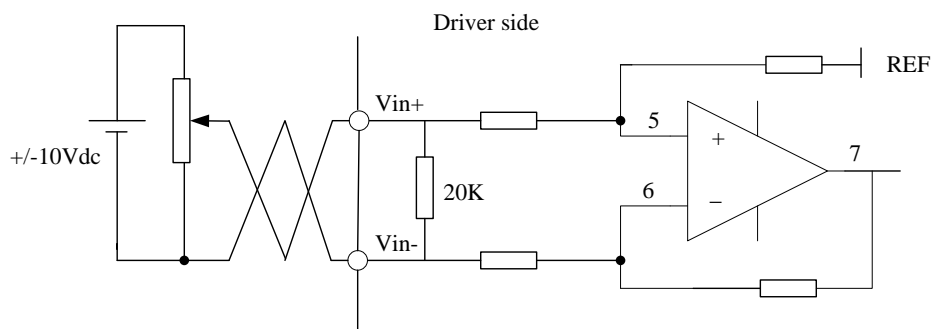 Driver side
REF
Vin+
5
+
7
+/-10Vdc
20K
6
−
Vin-